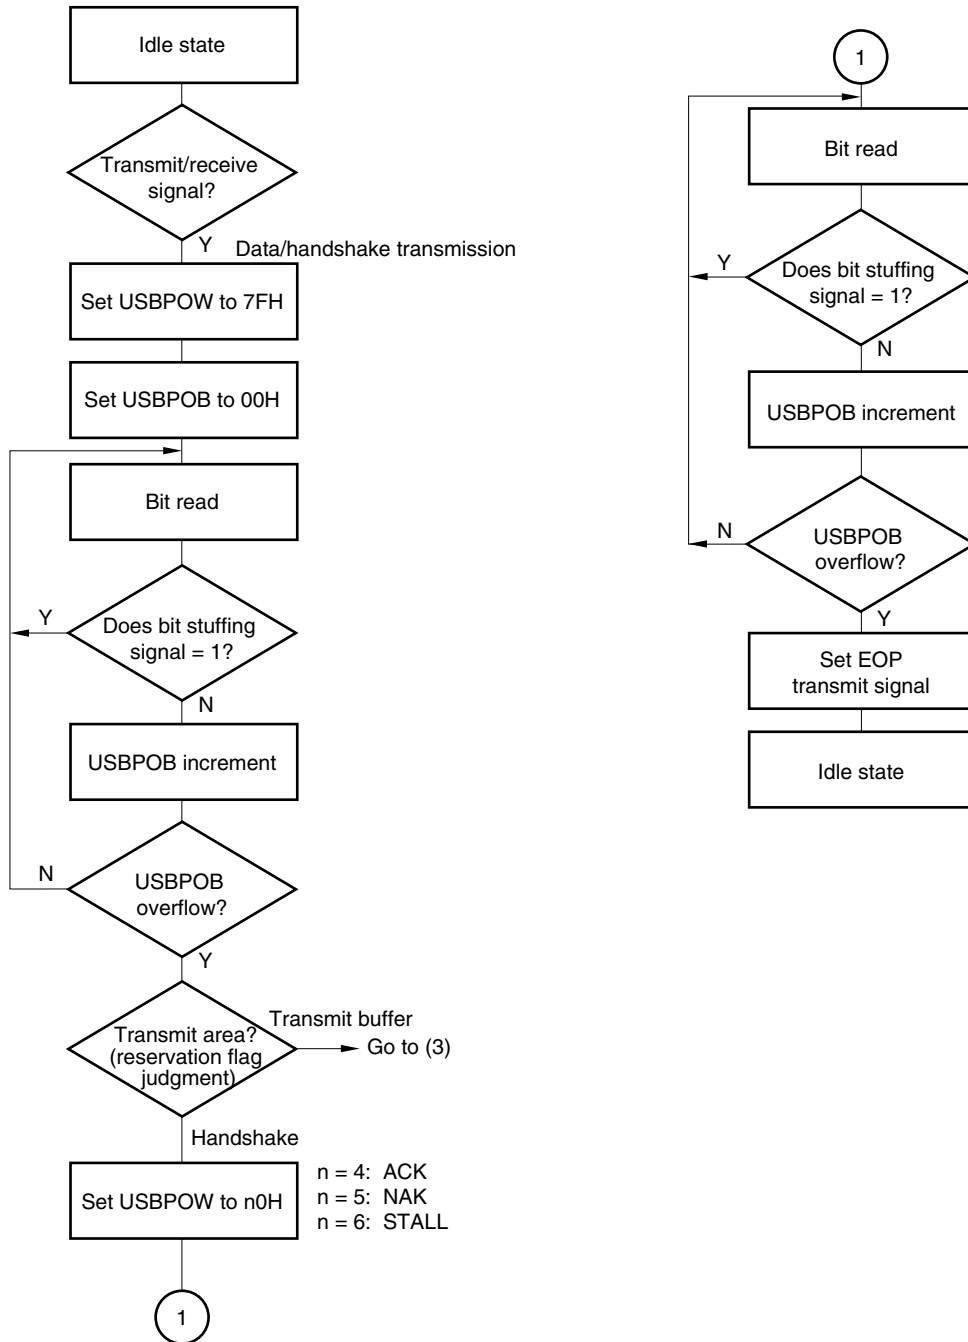 Idle state
Transmit/receive
signal?
Y
Data/handshake transmission
Set USBPOW to 7FH
Set USBPOB to 00H
Bit read
Y
Does bit stuffing
signal = 1?
N
USBPOB increment
N
USBPOB
overflow?
Y
Transmit buffer
Transmit area?
(reservation flag
judgment)
Go to (3)
Handshake
Set USBPOW to n0H
n = 4: ACK
n = 5: NAK
n = 6: STALL
1
1
Bit read
Y
Does bit stuffing
signal = 1?
N
USBPOB increment
N
USBPOB
overflow?
Y
Set EOP
transmit signal
Idle state